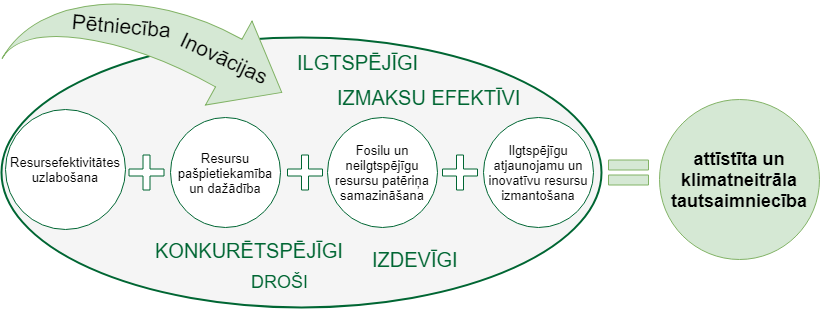 Pētniecība Inovācijas
ILGTSPĒJĪGI
IZMAKSU EFEKTĪVI
Resursefektivitātes
uzlabošana
Resursu
pašpietiekamība
un dažādība
Fosilu un
neilgtspējīgu
resursu patēriņa
samazināšana
Ilgtspējīgu
atjaunojamu un
inovatīvu resursu
izmantošana
attīstīta un
klimatneitrāla
tautsaimniecība
KONKURĒTSPĒJĪGI
IZDEVĪGI
DROŠI